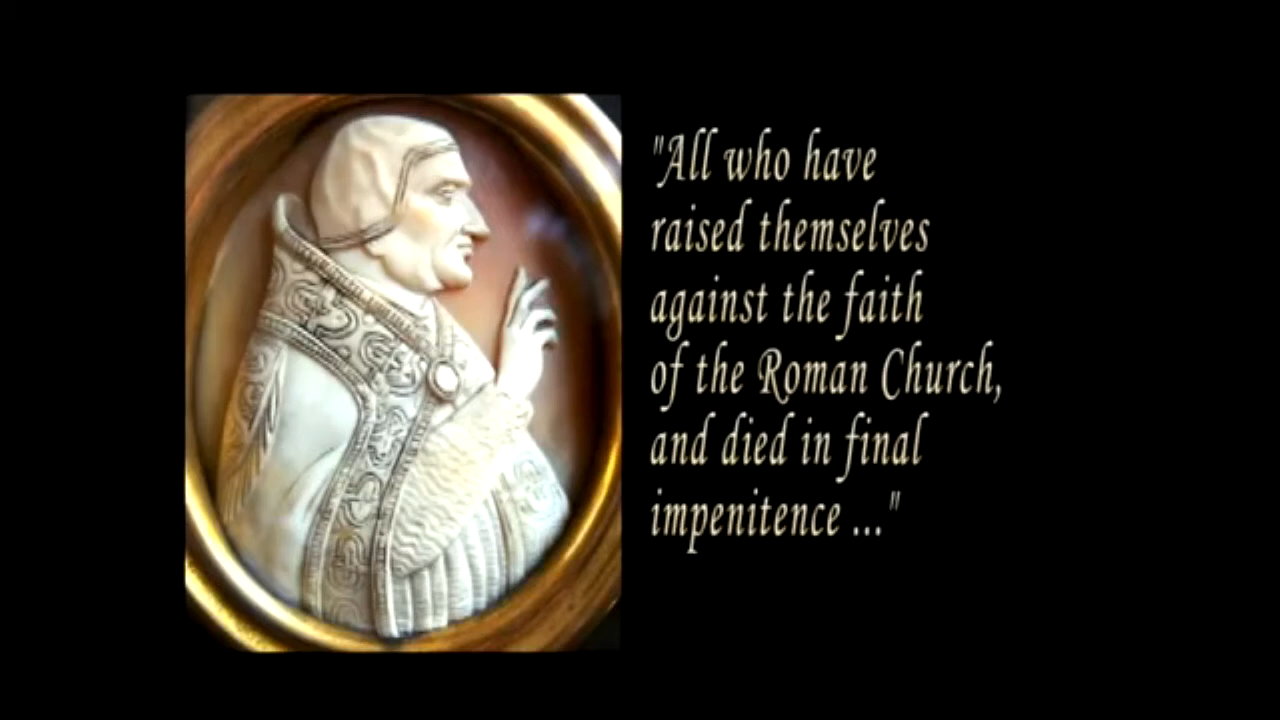 "All who have
raised themselves
against the faith
of the Roman Church,
and died in final
impenitence ..."